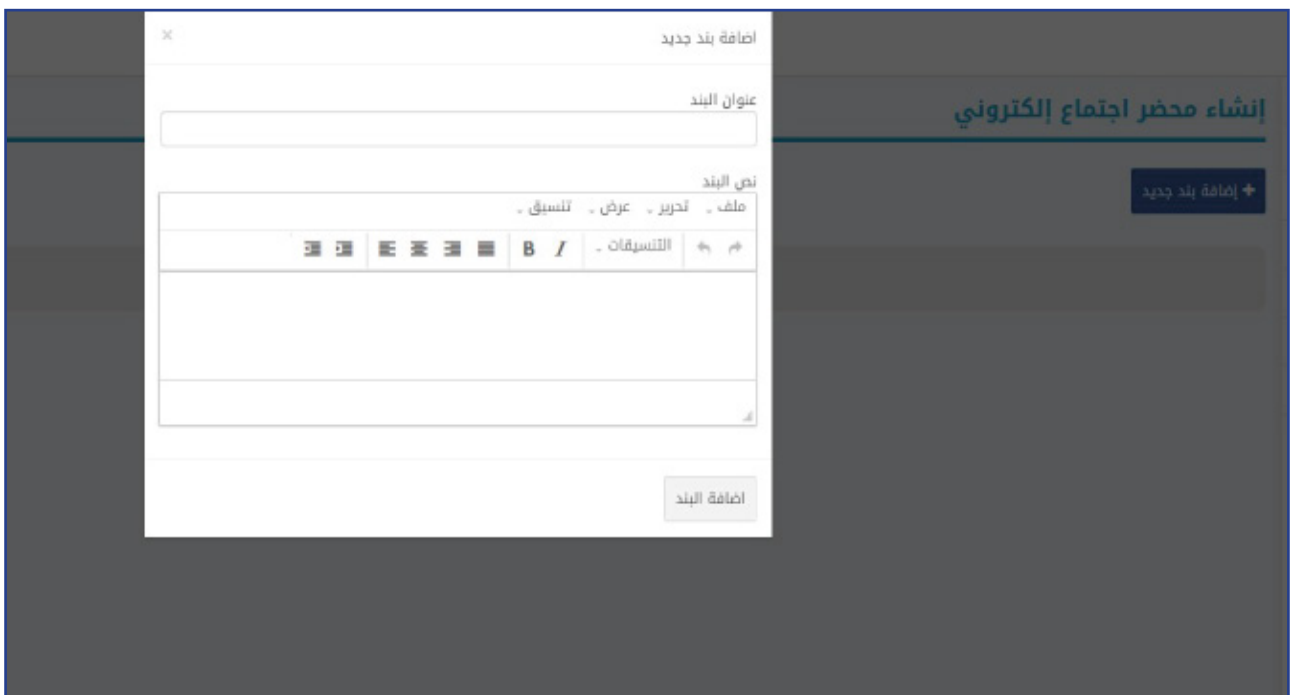 اضافة بند جديد ×
عنوان البند
نص البند
ملف تحرير عرض تنسيق
التنسيقات B I
اضافة البند
إنشاء محضر اجتماع إلكتروني
+ إضافة بند جديد